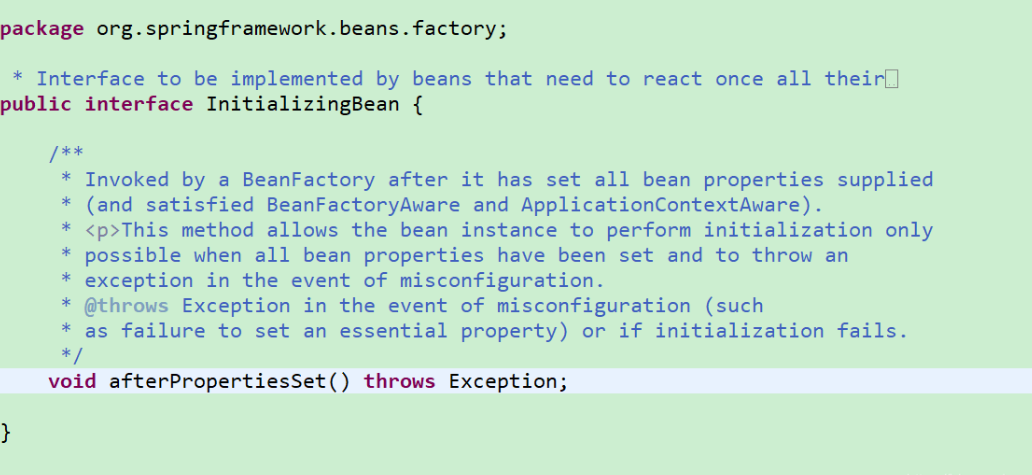 package org.springframework.beans.factory;
* Interface to be implemented by beans that need to react once all their
public interface InitializingBean {
/**
* Invoked by a BeanFactory after it has set all bean properties supplied
* (and satisfied BeanFactoryAware and ApplicationContextAware).
* <p>This method allows the bean instance to perform initialization only
* possible when all bean properties have been set and to throw an
* exception in the event of misconfiguration.
* @throws Exception in the event of misconfiguration (such
* as failure to set an essential property) or if initialization fails.
*/
void afterPropertiesSet() throws Exception;
}